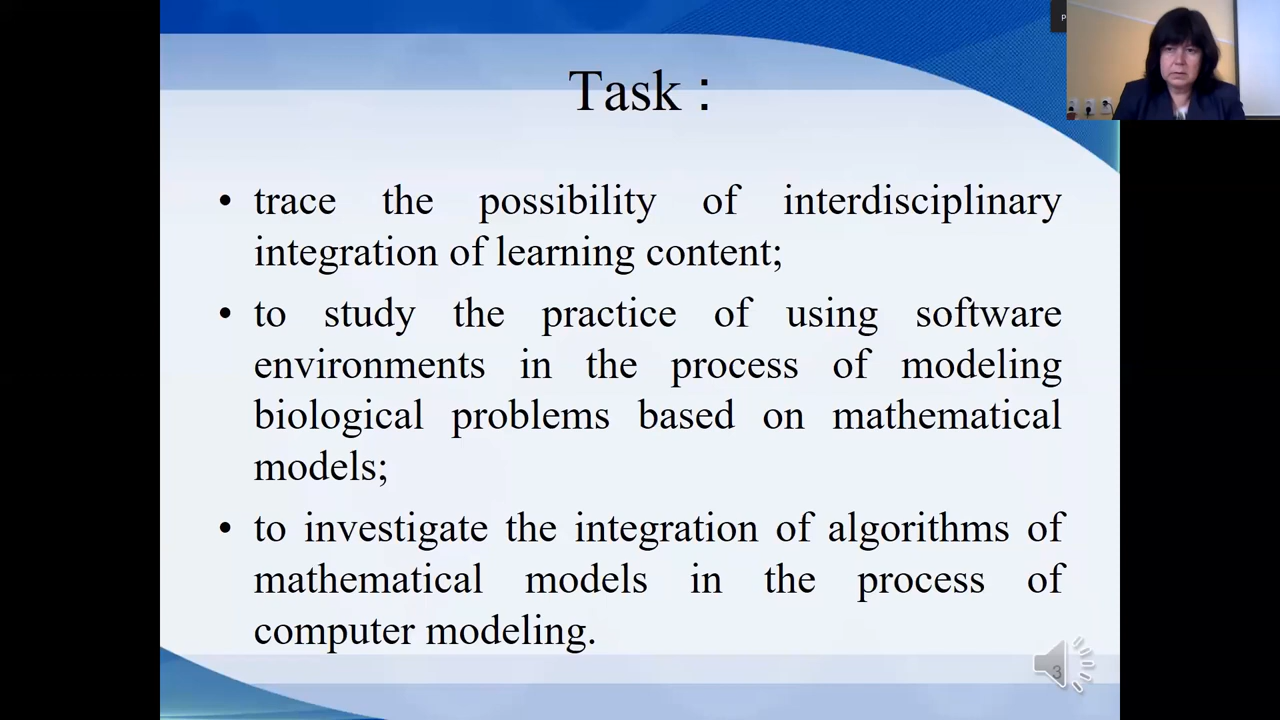 P
Task :
• trace the possibility of interdisciplinary
integration of learning content;
• to study the practice of using software
environments in the process of modeling
biological problems based on mathematical
models;
• to investigate the integration of algorithms of
mathematical models in the process of
computer modeling.
3